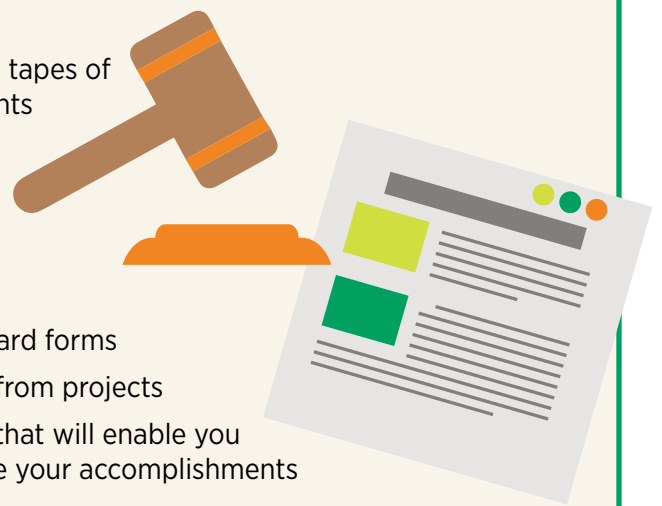 tapes of
nts
ard forms
from projects
that will enable you
e your accomplishments